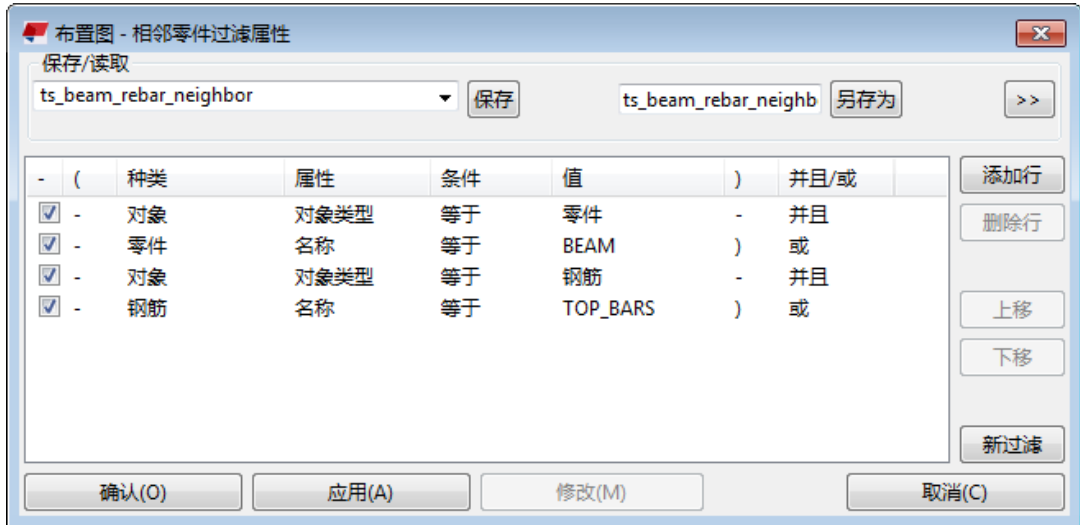 布置图 - 相邻零件过滤属性
保存/读取
ts_beam_rebar_neighbor 保存 ts_beam_rebar_neighb 另存为 >>
- ( 种类 属性 条件 值 ) 并且/或 添加行
- 对象 对象类型 等于 零件 - 并且 删除行
- 零件 名称 等于 BEAM ) 或
- 对象 对象类型 等于 钢筋 - 并且
- 钢筋 名称 等于 TOP_BARS ) 或 上移
下移
新过滤
确认(O) 应用(A) 修改(M) 取消(C)